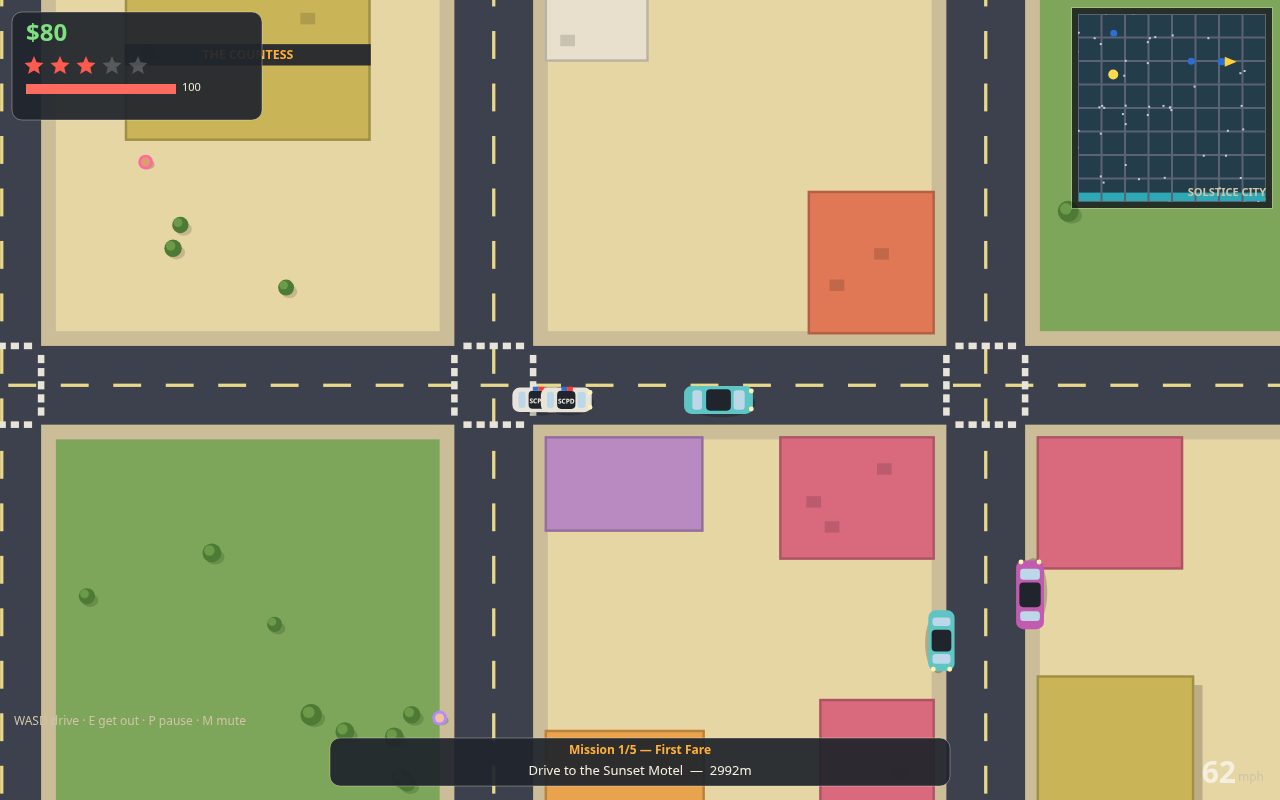 $80
THE COUNTESS
100
SOLSTICE CITY
SCPD
WASD drive · E get out · P pause · M mute
Mission 1/5 — First Fare
Drive to the Sunset Motel — 2992m
62 mph